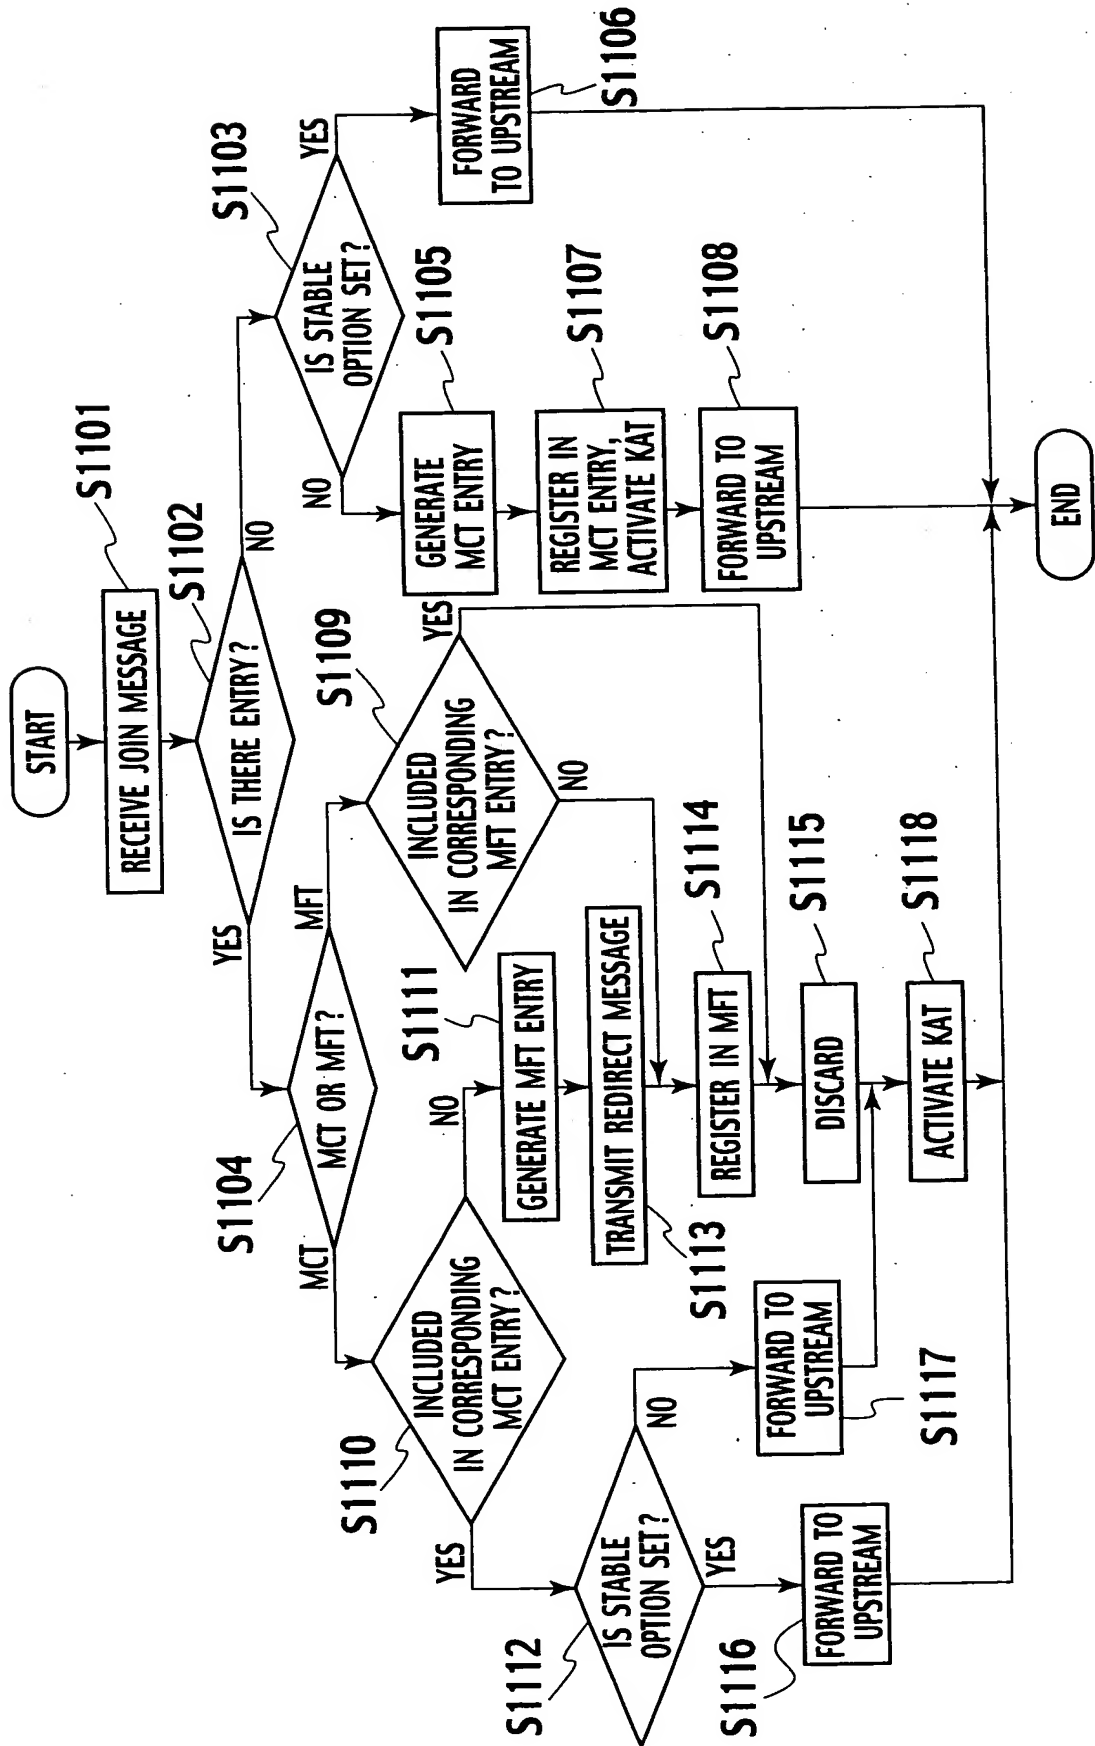 START
RECEIVE JOIN MESSAGE
S1101
IS THERE ENTRY?
S1102
YES
NO
MCT OR MFT?
S1104
MCT
MFT
IS STABLE
OPTION SET?
S1103
NO
YES
GENERATE
MCT ENTRY
S1105
FORWARD
TO UPSTREAM
S1106
REGISTER IN
MCT ENTRY,
ACTIVATE KAT
S1107
FORWARD TO
UPSTREAM
S1108
INCLUDED
IN CORRESPONDING
MFT ENTRY?
S1109
YES
NO
INCLUDED
IN CORRESPONDING
MCT ENTRY?
S1110
YES
NO
GENERATE MFT ENTRY
S1111
TRANSMIT REDIRECT MESSAGE
S1113
REGISTER IN MFT
S1114
DISCARD
S1115
ACTIVATE KAT
S1118
IS STABLE
OPTION SET?
S1112
NO
YES
FORWARD TO
UPSTREAM
S1117
FORWARD TO
UPSTREAM
S1116
END